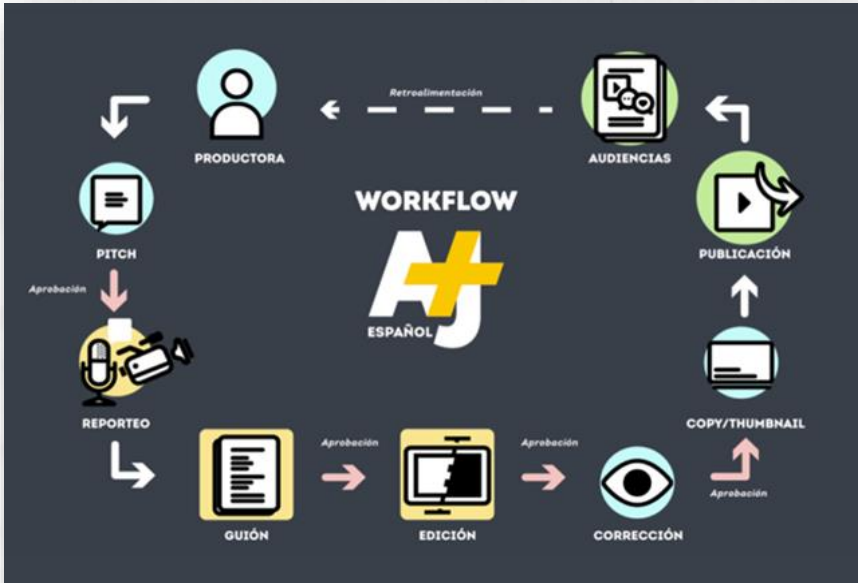 Retroalimentación
PRODUCTORA
AUDIENCIAS
WORKFLOW
AJ+
ESPAÑOL
PITCH
PUBLICACIÓN
Aprobación
REPORTEO
COPY/THUMBNAIL
Aprobación
Aprobación
Aprobación
GUIÓN
EDICIÓN
CORRECCIÓN